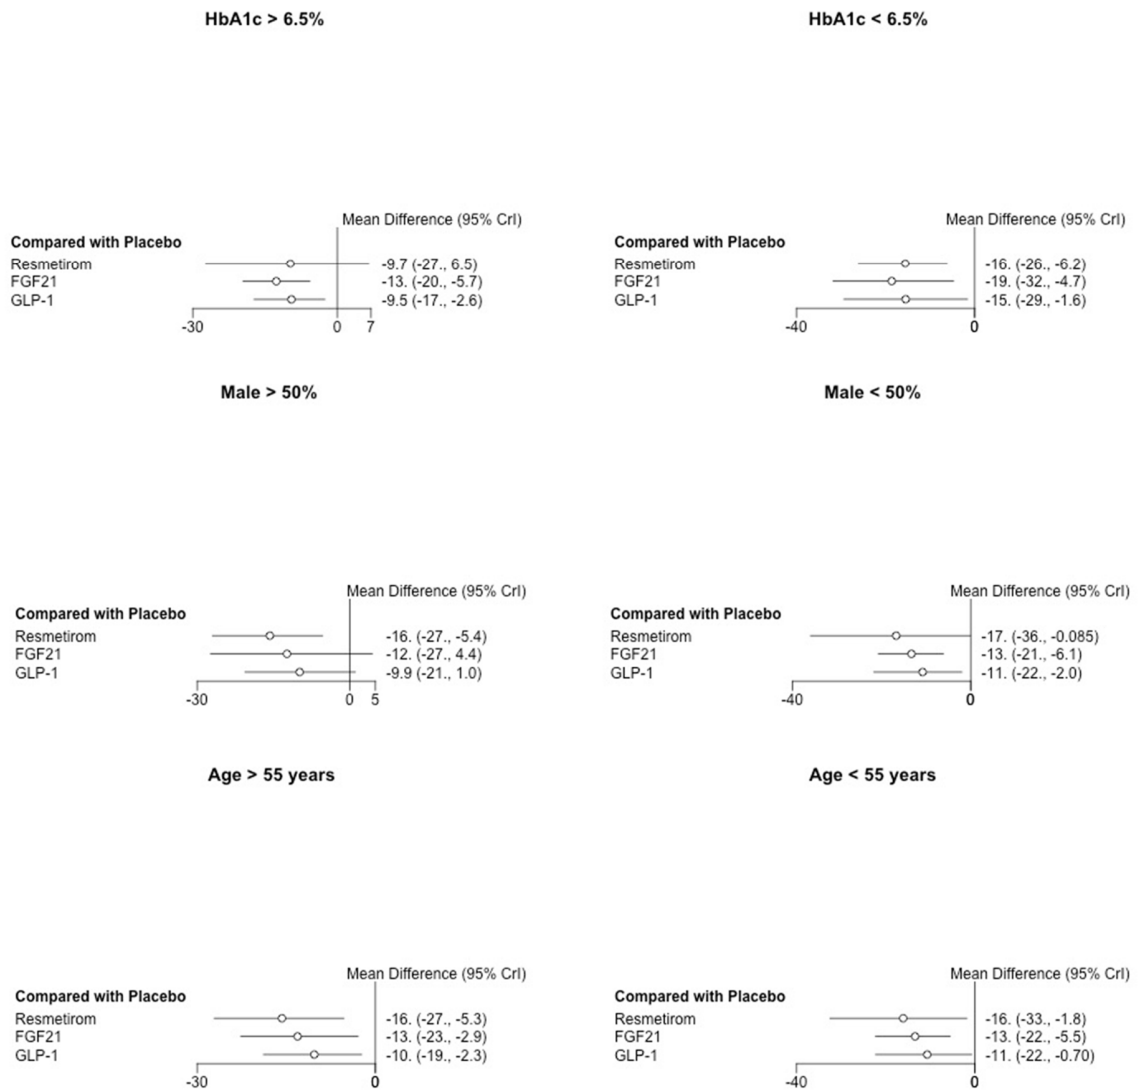 HbA1c > 6.5%
Mean Difference (95% CrI)
Compared with Placebo
Resmetirom -9.7 (-27., 6.5)
FGF21 -13. (-20., -5.7)
GLP-1 -9.5 (-17., -2.6)
-30 0 7
HbA1c < 6.5%
Mean Difference (95% CrI)
Compared with Placebo
Resmetirom -16. (-26., -6.2)
FGF21 -19. (-32., -4.7)
GLP-1 -15. (-29., -1.6)
-40 0
Male > 50%
Mean Difference (95% CrI)
Compared with Placebo
Resmetirom -16. (-27., -5.4)
FGF21 -12. (-27., 4.4)
GLP-1 -9.9 (-21., 1.0)
-30 0 5
Male < 50%
Mean Difference (95% CrI)
Compared with Placebo
Resmetirom -17. (-36., -0.085)
FGF21 -13. (-21., -6.1)
GLP-1 -11. (-22., -2.0)
-40 0
Age > 55 years
Mean Difference (95% CrI)
Compared with Placebo
Resmetirom -16. (-27., -5.3)
FGF21 -13. (-23., -2.9)
GLP-1 -10. (-19., -2.3)
-30 0
Age < 55 years
Mean Difference (95% CrI)
Compared with Placebo
Resmetirom -16. (-33., -1.8)
FGF21 -13. (-22., -5.5)
GLP-1 -11. (-22., -0.70)
-40 0